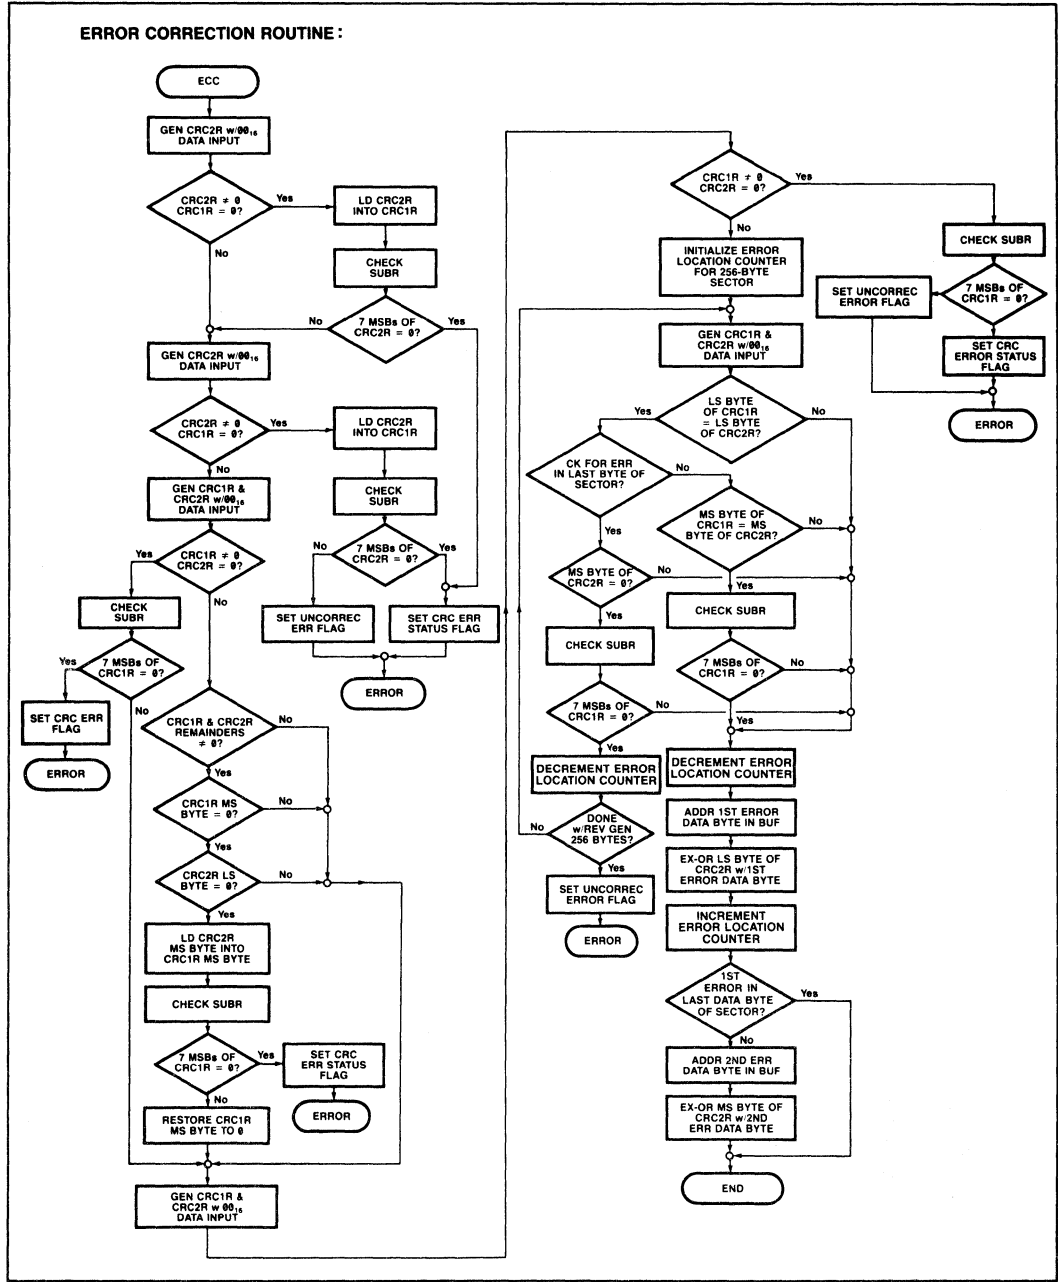 ERROR CORRECTION ROUTINE:
ECC
GEN CRC2R w/00₁₆
DATA INPUT
CRC2R ≠ 0
CRC1R = 0?
Yes
No
LD CRC2R
INTO CRC1R
CHECK
SUBR
7 MSBs OF
CRC2R = 0?
No
Yes
GEN CRC2R w/00₁₆
DATA INPUT
CRC2R ≠ 0
CRC1R = 0?
Yes
No
LD CRC2R
INTO CRC1R
CHECK
SUBR
7 MSBs OF
CRC2R = 0?
No
Yes
SET UNCORREC
ERR FLAG
SET CRC ERR
STATUS FLAG
ERROR
GEN CRC1R &
CRC2R w/00₁₆
DATA INPUT
CRC1R ≠ 0
CRC2R = 0?
Yes
No
CHECK
SUBR
7 MSBs OF
CRC1R = 0?
Yes
No
SET CRC ERR
FLAG
ERROR
CRC1R & CRC2R
REMAINDERS
≠ 0?
No
Yes
CRC1R MS
BYTE = 0?
No
Yes
CRC2R LS
BYTE = 0?
No
Yes
LD CRC2R
MS BYTE INTO
CRC1R MS BYTE
CHECK SUBR
7 MSBs OF
CRC1R = 0?
Yes
No
SET CRC
ERR STATUS
FLAG
ERROR
RESTORE CRC1R
MS BYTE TO 0
GEN CRC1R &
CRC2R w 00₁₆
DATA INPUT
CRC1R ≠ 0
CRC2R = 0?
Yes
No
CHECK SUBR
7 MSBs OF
CRC1R = 0?
SET UNCORREC
ERROR FLAG
SET CRC
ERROR STATUS
FLAG
ERROR
INITIALIZE ERROR
LOCATION COUNTER
FOR 256-BYTE
SECTOR
GEN CRC1R &
CRC2R w/00₁₆
DATA INPUT
LS BYTE
OF CRC1R
= LS BYTE
OF CRC2R?
Yes
No
CK FOR ERR
IN LAST BYTE OF
SECTOR?
No
Yes
MS BYTE OF
CRC1R = MS
BYTE OF CRC2R?
No
Yes
MS BYTE OF
CRC2R = 0?
No
Yes
CHECK SUBR
7 MSBs OF
CRC1R = 0?
No
Yes
CHECK SUBR
7 MSBs OF
CRC1R = 0?
No
Yes
DECREMENT ERROR
LOCATION COUNTER
DONE
w/REV GEN
256 BYTES?
No
Yes
SET UNCORREC
ERROR FLAG
ERROR
DECREMENT ERROR
LOCATION COUNTER
ADDR 1ST ERROR
DATA BYTE IN BUF
EX-OR LS BYTE OF
CRC2R w/1ST
ERROR DATA BYTE
INCREMENT
ERROR LOCATION
COUNTER
1ST
ERROR IN
LAST DATA BYTE
OF SECTOR?
Yes
No
ADDR 2ND ERR
DATA BYTE IN BUF
EX-OR MS BYTE OF
CRC2R w/2ND
ERR DATA BYTE
END